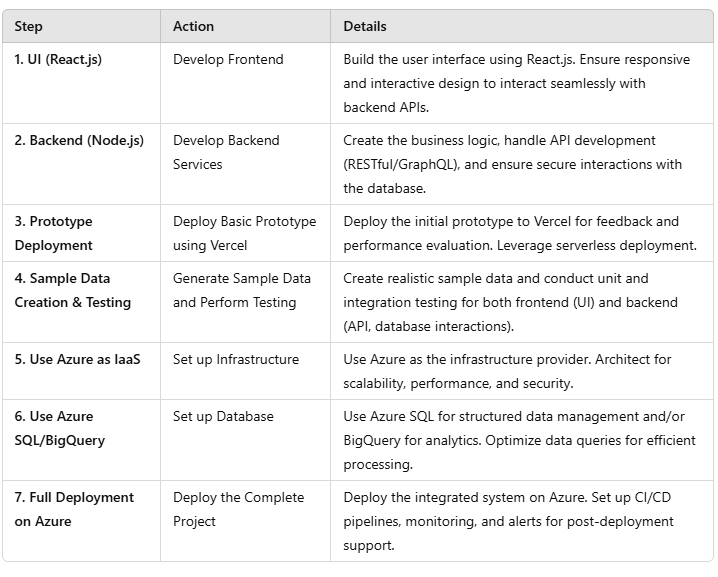 Step Action Details
1. UI (React.js) Develop Frontend Build the user interface using React.js. Ensure responsive
and interactive design to interact seamlessly with
backend APIs.
2. Backend (Node.js) Develop Backend Create the business logic, handle API development
Services (RESTful/GraphQL), and ensure secure interactions with
the database.
3. Prototype Deploy Basic Prototype Deploy the initial prototype to Vercel for feedback and
Deployment using Vercel performance evaluation. Leverage serverless deployment.
4. Sample Data Generate Sample Data Create realistic sample data and conduct unit and
Creation & Testing and Perform Testing integration testing for both frontend (UI) and backend
(API, database interactions).
5. Use Azure as IaaS Set up Infrastructure Use Azure as the infrastructure provider. Architect for
scalability, performance, and security.
6. Use Azure Set up Database Use Azure SQL for structured data management and/or
SQL/BigQuery BigQuery for analytics. Optimize data queries for efficient
processing.
7. Full Deployment Deploy the Complete Deploy the integrated system on Azure. Set up CI/CD
on Azure Project pipelines, monitoring, and alerts for post-deployment
support.